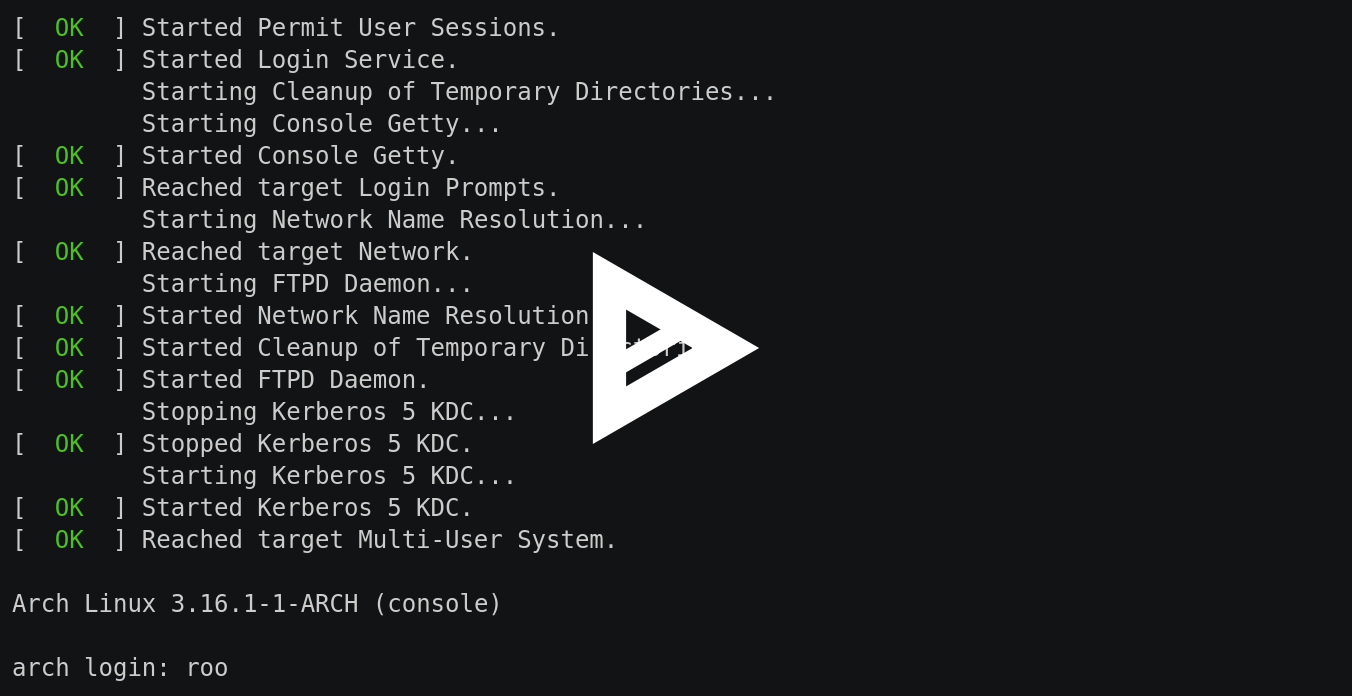 [  OK  ] Started Permit User Sessions.
[  OK  ] Started Login Service.
         Starting Cleanup of Temporary Directories...
         Starting Console Getty...
[  OK  ] Started Console Getty.
[  OK  ] Reached target Login Prompts.
         Starting Network Name Resolution...
[  OK  ] Reached target Network.
         Starting FTPD Daemon...
[  OK  ] Started Network Name Resolution
[  OK  ] Started Cleanup of Temporary
[  OK  ] Started FTPD Daemon.
         Stopping Kerberos 5 KDC...
[  OK  ] Stopped Kerberos 5 KDC.
         Starting Kerberos 5 KDC...
[  OK  ] Started Kerberos 5 KDC.
[  OK  ] Reached target Multi-User System.
Arch Linux 3.16.1-1-ARCH (console)
arch login: roo